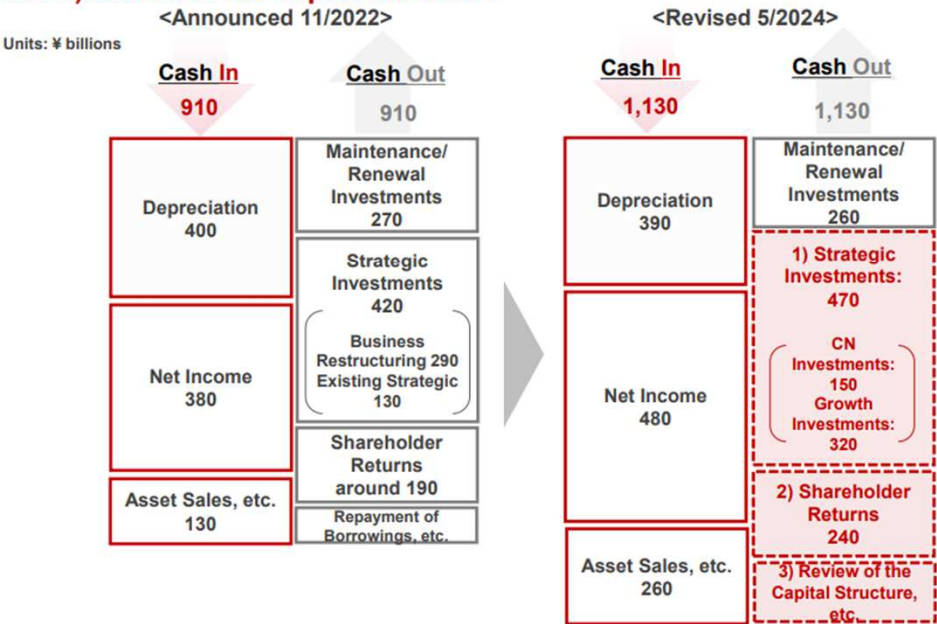 <Announced 11/2022>
<Revised 5/2024>
Units: ¥ billions
Cash In
910
Cash Out
910
Depreciation
400
Net Income
380
Asset Sales, etc.
130
Maintenance/
Renewal
Investments
270
Strategic
Investments
420
Business
Restructuring 290
Existing Strategic
130
Shareholder
Returns
around 190
Repayment of
Borrowings, etc.
Cash In
1,130
Cash Out
1,130
Depreciation
390
Net Income
480
Asset Sales, etc.
260
Maintenance/
Renewal
Investments
260
1) Strategic
Investments:
470
CN
Investments:
150
Growth
Investments:
320
2) Shareholder
Returns
240
3) Review of the
Capital Structure,
etc.